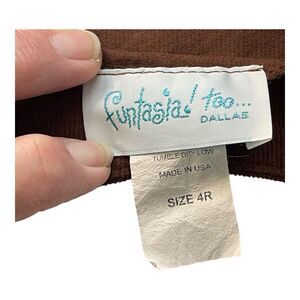 funtasia! too...
DALLAS
TUMBLE DRY LOW
MADE IN USA
SIZE 4R